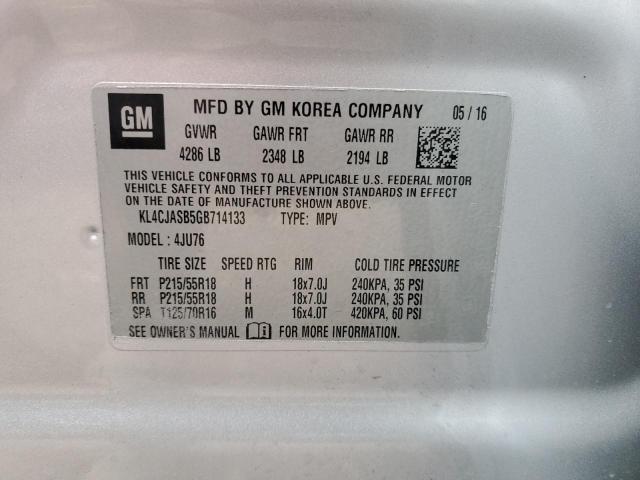 GM MFD BY GM KOREA COMPANY 05 / 16
GVWR GAWR FRT GAWR RR
4286 LB 2348 LB 2194 LB
THIS VEHICLE CONFORMS TO ALL APPLICABLE U.S. FEDERAL MOTOR
VEHICLE SAFETY AND THEFT PREVENTION STANDARDS IN EFFECT
ON THE DATE OF MANUFACTURE SHOWN ABOVE.
KL4CJASB5GB714133 TYPE: MPV
MODEL : 4JU76
TIRE SIZE SPEED RTG RIM COLD TIRE PRESSURE
FRT P215/55R18 H 18x7.0J 240KPA, 35 PSI
RR P215/55R18 H 18x7.0J 240KPA, 35 PSI
SPA T125/70R16 M 16x4.0T 420KPA, 60 PSI
SEE OWNER'S MANUAL FOR MORE INFORMATION.